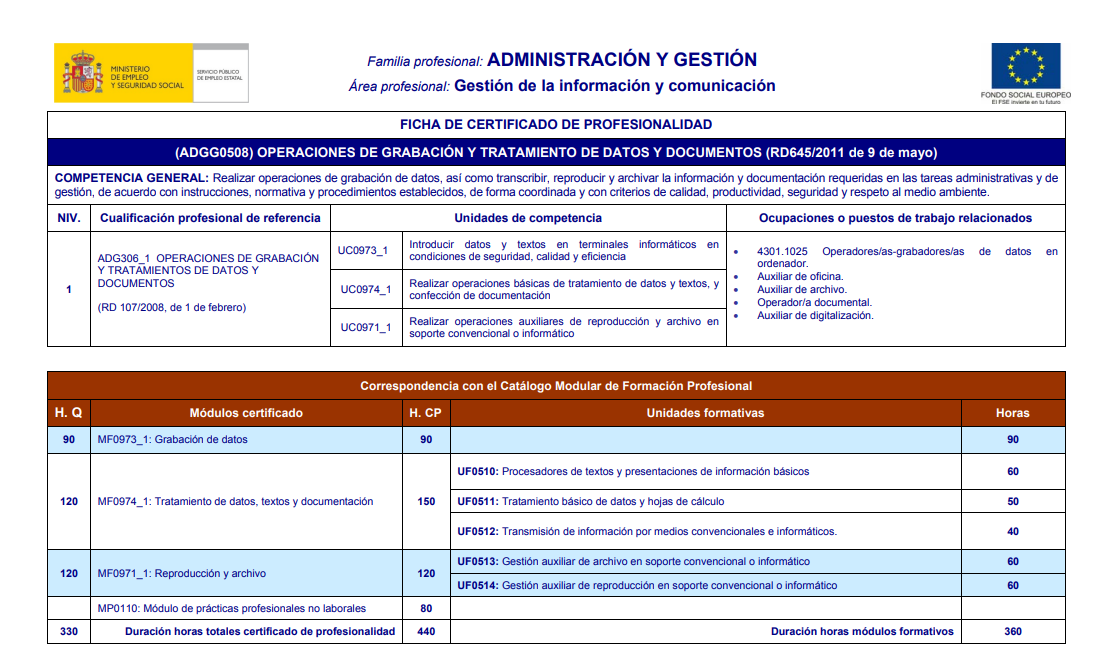 MINISTERIO
DE EMPLEO
Y SEGURIDAD SOCIAL
SERVICIO PÚBLICO
DE EMPLEO ESTATAL
Familia profesional: ADMINISTRACIÓN Y GESTIÓN
Área profesional: Gestión de la información y comunicación
FONDO SOCIAL EUROPEO
El FSE invierte en tu futuro
FICHA DE CERTIFICADO DE PROFESIONALIDAD
(ADGG0508) OPERACIONES DE GRABACIÓN Y TRATAMIENTO DE DATOS Y DOCUMENTOS (RD645/2011 de 9 de mayo)
COMPETENCIA GENERAL: Realizar operaciones de grabación de datos, así como transcribir, reproducir y archivar la información y documentación requeridas en las tareas administrativas y de
gestión, de acuerdo con instrucciones, normativa y procedimientos establecidos, de forma coordinada y con criterios de calidad, productividad, seguridad y respeto al medio ambiente.
NIV. Cualificación profesional de referencia Unidades de competencia Ocupaciones o puestos de trabajo relacionados
1
ADG306_1 OPERACIONES DE GRABACIÓN
Y TRATAMIENTOS DE DATOS Y
DOCUMENTOS
(RD 107/2008, de 1 de febrero)
UC0973_1
Introducir datos y textos en terminales informáticos en
condiciones de seguridad, calidad y eficiencia
UC0974_1
Realizar operaciones básicas de tratamiento de datos y textos, y
confección de documentación
UC0971_1
Realizar operaciones auxiliares de reproducción y archivo en
soporte convencional o informático
• 4301.1025 Operadores/as-grabadores/as de datos en
ordenador.
• Auxiliar de oficina.
• Auxiliar de archivo.
• Operador/a documental.
• Auxiliar de digitalización.
Correspondencia con el Catálogo Modular de Formación Profesional
H. Q Módulos certificado H. CP Unidades formativas Horas
90 MF0973_1: Grabación de datos 90 90
120 MF0974_1: Tratamiento de datos, textos y documentación 150
UF0510: Procesadores de textos y presentaciones de información básicos 60
UF0511: Tratamiento básico de datos y hojas de cálculo 50
UF0512: Transmisión de información por medios convencionales e informáticos. 40
120 MF0971_1: Reproducción y archivo 120
UF0513: Gestión auxiliar de archivo en soporte convencional o informático 60
UF0514: Gestión auxiliar de reproducción en soporte convencional o informático 60
MP0110: Módulo de prácticas profesionales no laborales 80
330 Duración horas totales certificado de profesionalidad 440 Duración horas módulos formativos 360